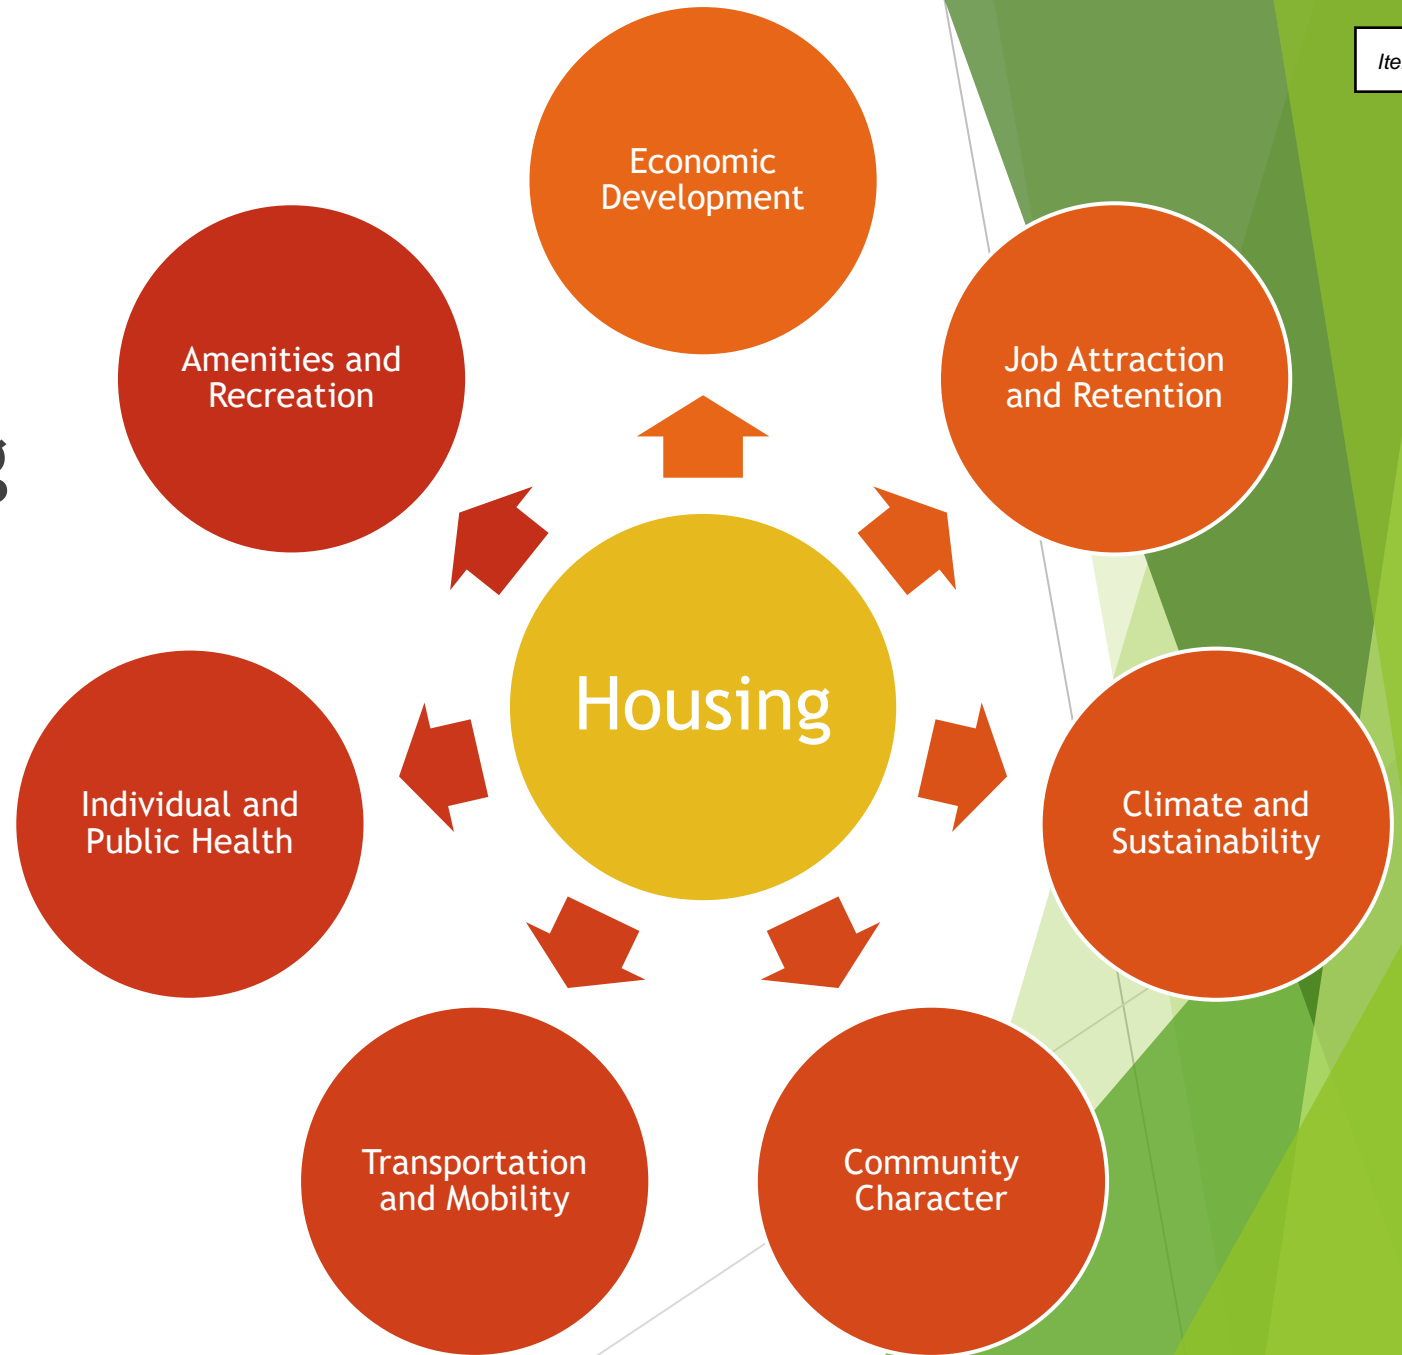 Economic
Development
Job Attraction
and Retention
Climate and
Sustainability
Community
Character
Transportation
and Mobility
Individual and
Public Health
Amenities and
Recreation
Housing